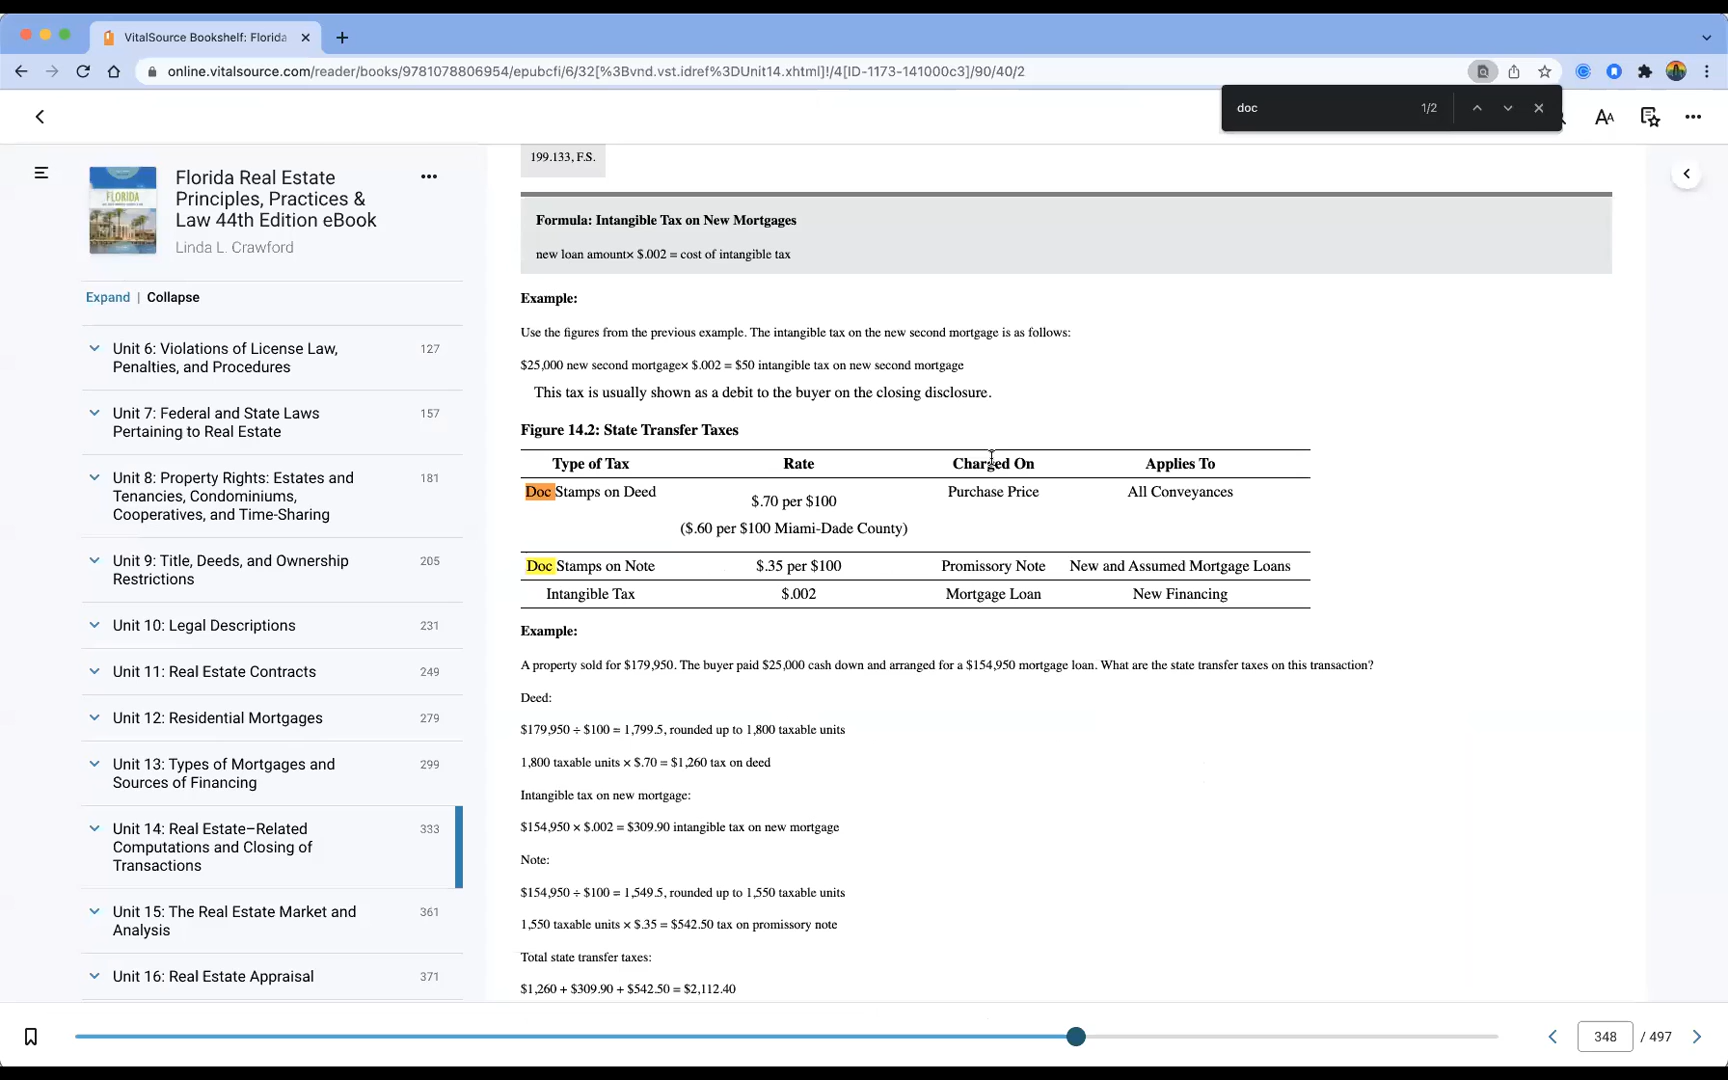 VitalSource Bookshelf: Florida
online.vitalsource.com/reader/books/9781078806954/epubcfi/6/32[%3Bvnd.vst.idref%3DUnit14.xhtml]!/4[ID-1173-141000c3]/90/40/2
doc 1/2
AA
Florida Real Estate
Principles, Practices &
Law 44th Edition eBook
Linda L. Crawford
Expand | Collapse
Unit 6: Violations of License Law, 127
Penalties, and Procedures
Unit 7: Federal and State Laws 157
Pertaining to Real Estate
Unit 8: Property Rights: Estates and 181
Tenancies, Condominiums,
Cooperatives, and Time-Sharing
Unit 9: Title, Deeds, and Ownership 205
Restrictions
Unit 10: Legal Descriptions 231
Unit 11: Real Estate Contracts 249
Unit 12: Residential Mortgages 279
Unit 13: Types of Mortgages and 299
Sources of Financing
Unit 14: Real Estate–Related 333
Computations and Closing of
Transactions
Unit 15: The Real Estate Market and 361
Analysis
Unit 16: Real Estate Appraisal 371
199.133, F.S.
Formula: Intangible Tax on New Mortgages
new loan amount× $.002 = cost of intangible tax
Example:
Use the figures from the previous example. The intangible tax on the new second mortgage is as follows:
$25,000 new second mortgage× $.002 = $50 intangible tax on new second mortgage
This tax is usually shown as a debit to the buyer on the closing disclosure.
Figure 14.2: State Transfer Taxes
Type of Tax Rate Charged On Applies To
Doc Stamps on Deed $.70 per $100 Purchase Price All Conveyances
($.60 per $100 Miami-Dade County)
Doc Stamps on Note $.35 per $100 Promissory Note New and Assumed Mortgage Loans
Intangible Tax $.002 Mortgage Loan New Financing
Example:
A property sold for $179,950. The buyer paid $25,000 cash down and arranged for a $154,950 mortgage loan. What are the state transfer taxes on this transaction?
Deed:
$179,950 ÷ $100 = 1,799.5, rounded up to 1,800 taxable units
1,800 taxable units × $.70 = $1,260 tax on deed
Intangible tax on new mortgage:
$154,950 × $.002 = $309.90 intangible tax on new mortgage
Note:
$154,950 ÷ $100 = 1,549.5, rounded up to 1,550 taxable units
1,550 taxable units × $.35 = $542.50 tax on promissory note
Total state transfer taxes:
$1,260 + $309.90 + $542.50 = $2,112.40
348 / 497